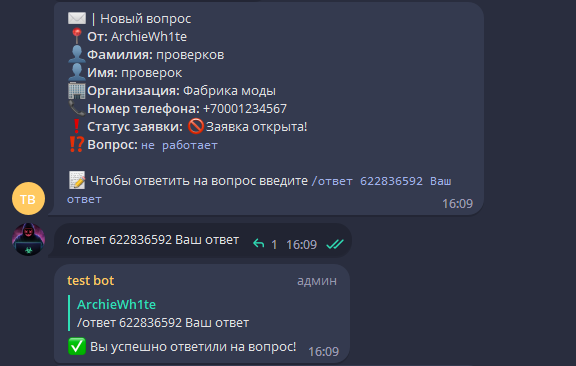 ✉️ | Новый вопрос
📍От: ArchieWh1te
👤Фамилия: проверков
👤Имя: проверок
🏢Организация: Фабрика моды
📞Номер телефона: +70001234567
❗Статус заявки: 🚫Заявка открыта!
⁉️Вопрос: не работает
📝 Чтобы ответить на вопрос введите /ответ 622836592 Ваш
ответ
16:09
ТВ
/ответ 622836592 Ваш ответ 1 16:09
test bot админ
ArchieWh1te
/ответ 622836592 Ваш ответ
✅ Вы успешно ответили на вопрос! 16:09